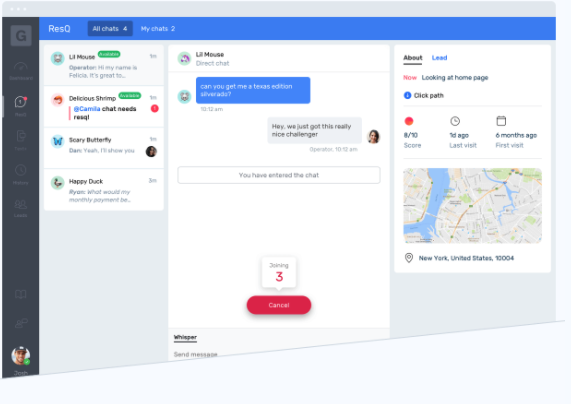 G
ResQ
All chats 4
My chats 2
Dashboard
ResQ
Lil Mouse Available 1m
Operator: Hi my name is
Felicia. It's great to...
Delicious Shrimp Available 1m
@Camila chat needs
resq!
Scary Butterfly 1m
Dan: Yeah, I'll show you
Happy Duck 3m
Ryan: What would my
monthly payment be...
History
Leads
Josh
Lil Mouse
Direct chat
can you get me a texas edition
silverado?
10:12 am
Hey, we just got this really
nice challenger
Operator, 10:12 am
You have entered the chat
Joining
3
Cancel
Whisper
Send message...
About Lead
Now Looking at home page
Click path
8/10 1d ago 6 months ago
Score Last visit First visit
New York, United States, 10004